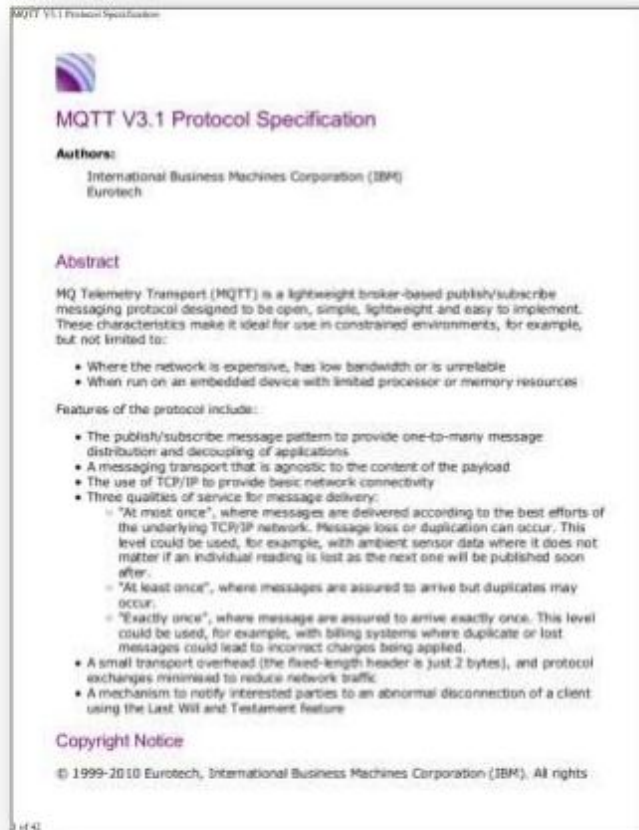 MQTT V3.1 Protocol Specification
MQTT V3.1 Protocol Specification
Authors:
International Business Machines Corporation (IBM)
Eurotech
Abstract
MQ Telemetry Transport (MQTT) is a lightweight broker-based publish/subscribe
messaging protocol designed to be open, simple, lightweight and easy to implement.
These characteristics make it ideal for use in constrained environments, for example,
but not limited to:
• Where the network is expensive, has low bandwidth or is unreliable
• When run on an embedded device with limited processor or memory resources
Features of the protocol include:
• The publish/subscribe message pattern to provide one-to-many message
distribution and decoupling of applications
• A messaging transport that is agnostic to the content of the payload
• The use of TCP/IP to provide basic network connectivity
• Three qualities of service for message delivery:
○ "At most once", where messages are delivered according to the best efforts of
the underlying TCP/IP network. Message loss or duplication can occur. This
level could be used, for example, with ambient sensor data where it does not
matter if an individual reading is lost as the next one will be published soon
after.
○ "At least once", where messages are assured to arrive but duplicates may
occur.
○ "Exactly once", where message are assured to arrive exactly once. This level
could be used, for example, with billing systems where duplicate or lost
messages could lead to incorrect charges being applied.
• A small transport overhead (the fixed-length header is just 2 bytes), and protocol
exchanges minimised to reduce network traffic
• A mechanism to notify interested parties to an abnormal disconnection of a client
using the Last Will and Testament feature
Copyright Notice
© 1999-2010 Eurotech, International Business Machines Corporation (IBM). All rights
1 of 42